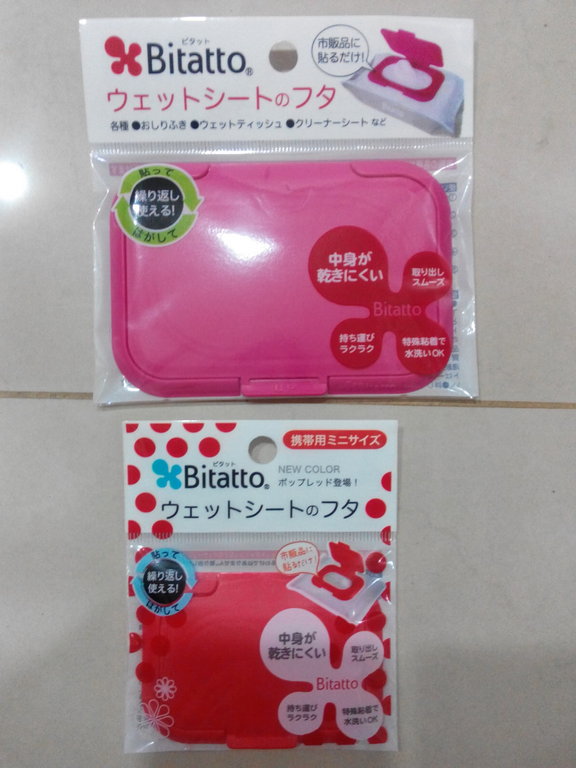 ビタット
Bitatto®
市販品に
貼るだけ!
ウェットシートのフタ
各種 ●おしりふき ●ウェットティッシュ ●クリーナーシート など
貼って
繰り返し
使える!
はがして
中身が
乾きにくい
取り出し
スムーズ
Bitatto
持ち運び
ラクラク
特殊粘着で
水洗いOK
携帯用ミニサイズ
ビタット
Bitatto®
NEW COLOR
ポップレッド登場!
ウェットシートのフタ
貼って
繰り返し
使える!
はがして
市販品に
貼るだけ!
中身が
乾きにくい
取り出し
スムーズ
Bitatto
持ち運び
ラクラク
特殊粘着で
水洗いOK